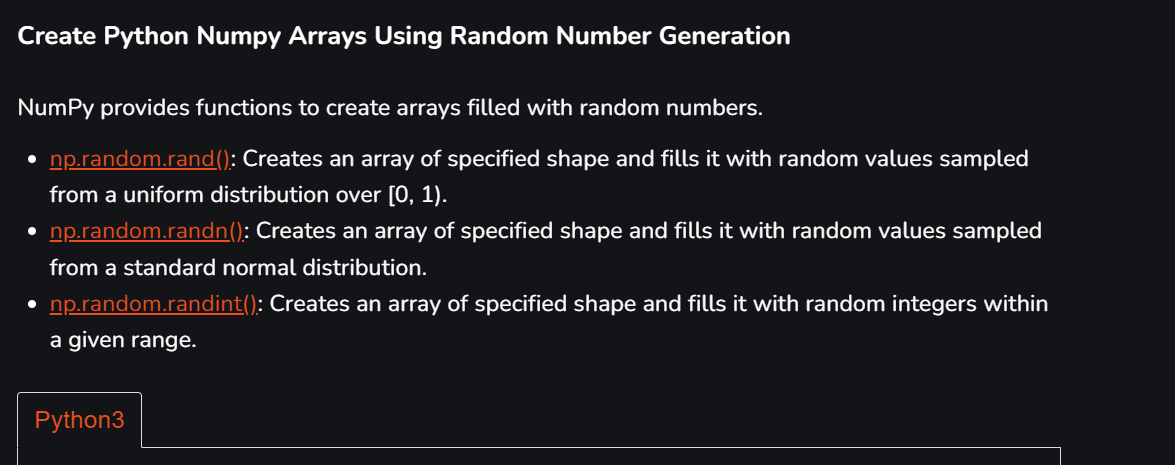 Create Python Numpy Arrays Using Random Number Generation
NumPy provides functions to create arrays filled with random numbers.
• np.random.rand(): Creates an array of specified shape and fills it with random values sampled
from a uniform distribution over [0, 1).
• np.random.randn(): Creates an array of specified shape and fills it with random values sampled
from a standard normal distribution.
• np.random.randint(): Creates an array of specified shape and fills it with random integers within
a given range.
Python3